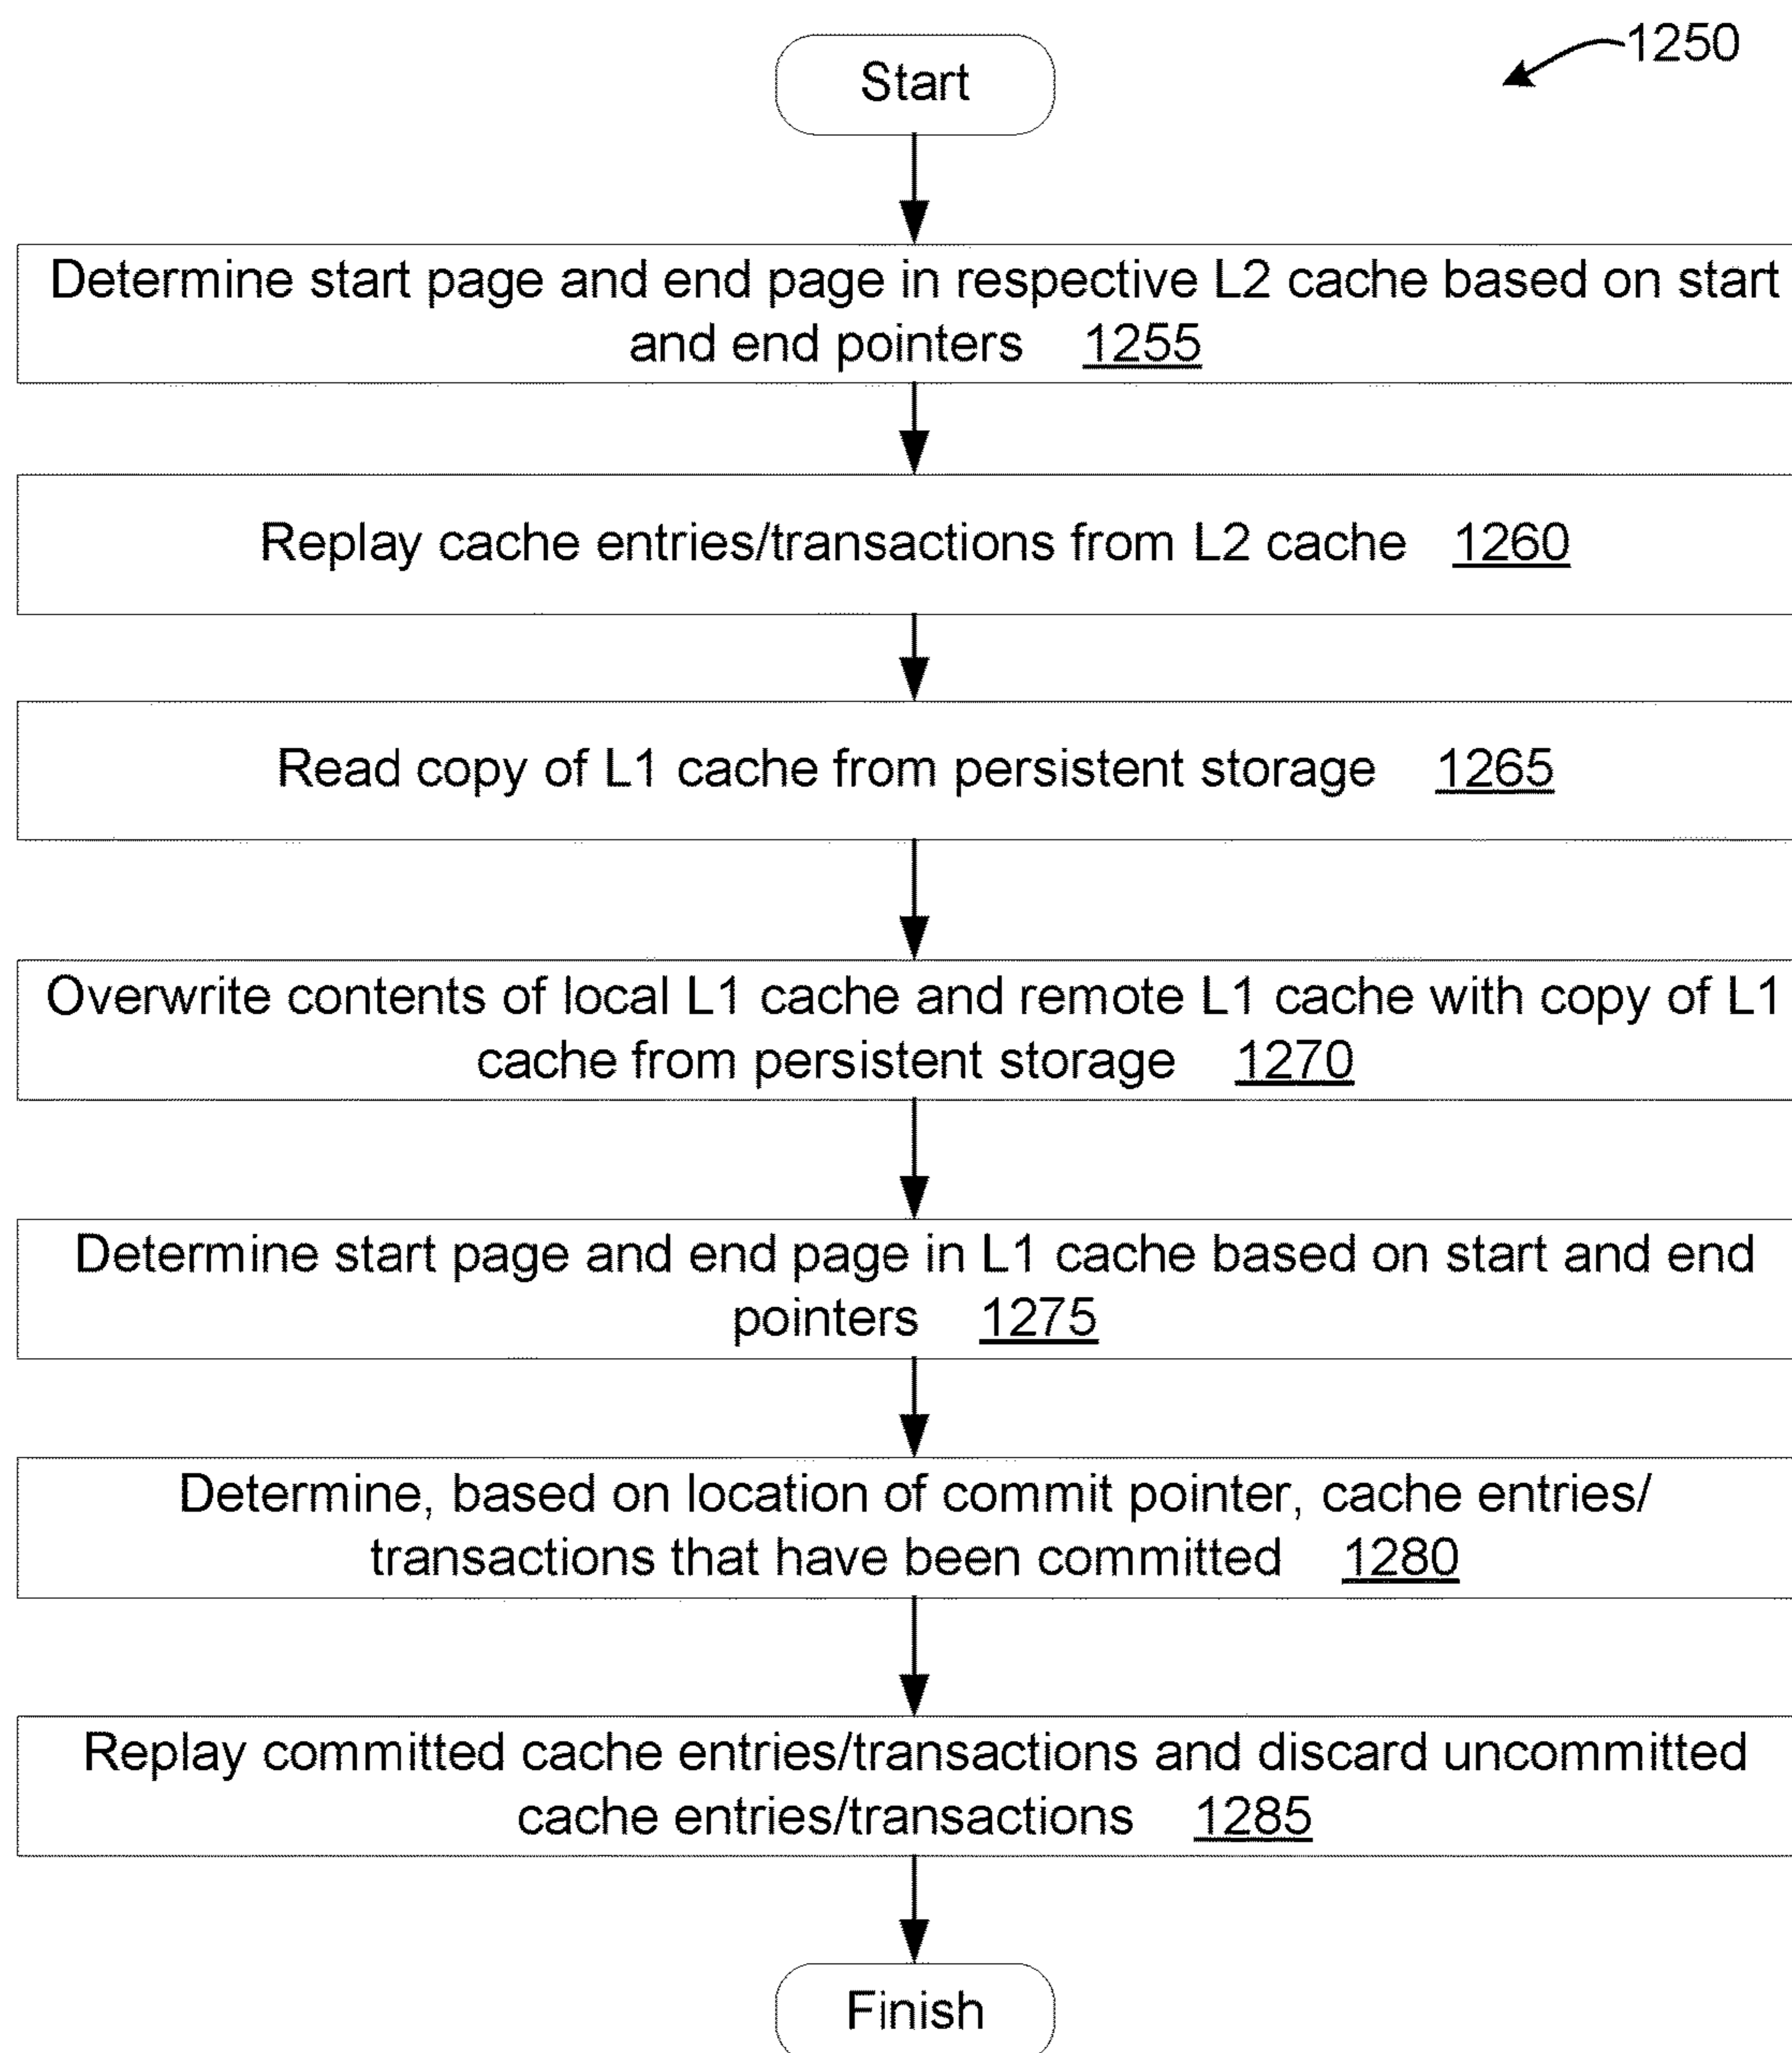 1250
Start
Determine start page and end page in respective L2 cache based on start
and end pointers 1255
Replay cache entries/transactions from L2 cache 1260
Read copy of L1 cache from persistent storage 1265
Overwrite contents of local L1 cache and remote L1 cache with copy of L1
cache from persistent storage 1270
Determine start page and end page in L1 cache based on start and end
pointers 1275
Determine, based on location of commit pointer, cache entries/
transactions that have been committed 1280
Replay committed cache entries/transactions and discard uncommitted
cache entries/transactions 1285
Finish